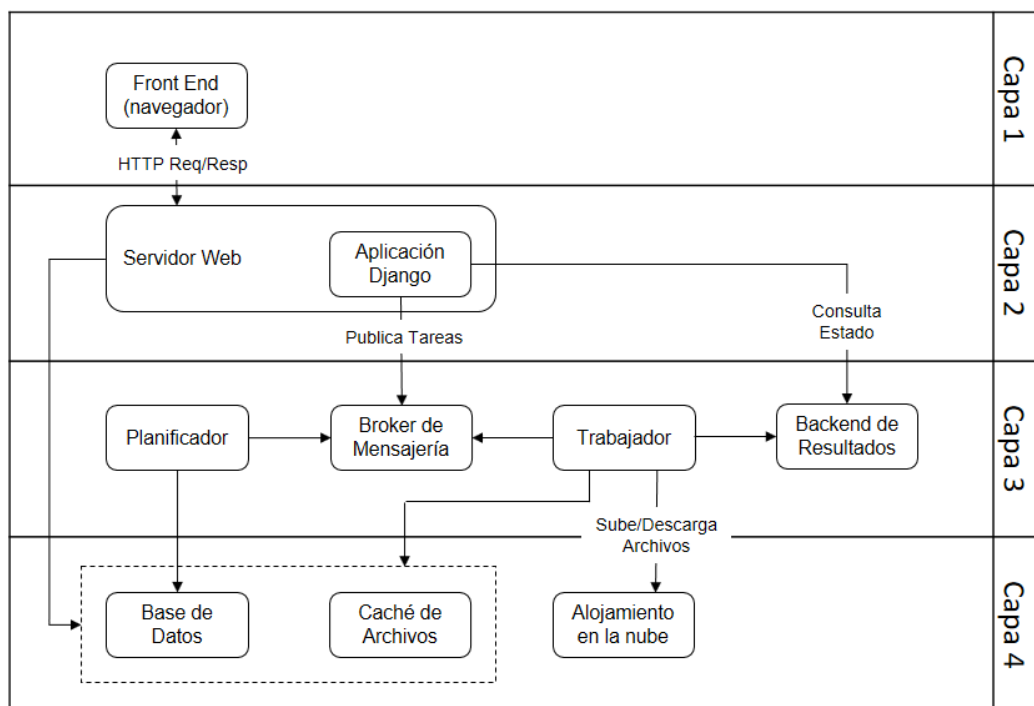 Front End
(navegador)
HTTP Req/Resp
Capa 1
Servidor Web
Aplicación
Django
Publica Tareas
Consulta
Estado
Capa 2
Planificador
Broker de
Mensajería
Trabajador
Backend de
Resultados
Capa 3
Sube/Descarga
Archivos
Base de
Datos
Caché de
Archivos
Alojamiento
en la nube
Capa 4